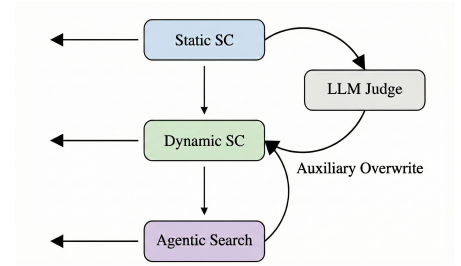 Static SC
LLM Judge
Dynamic SC
Auxiliary Overwrite
Agentic Search